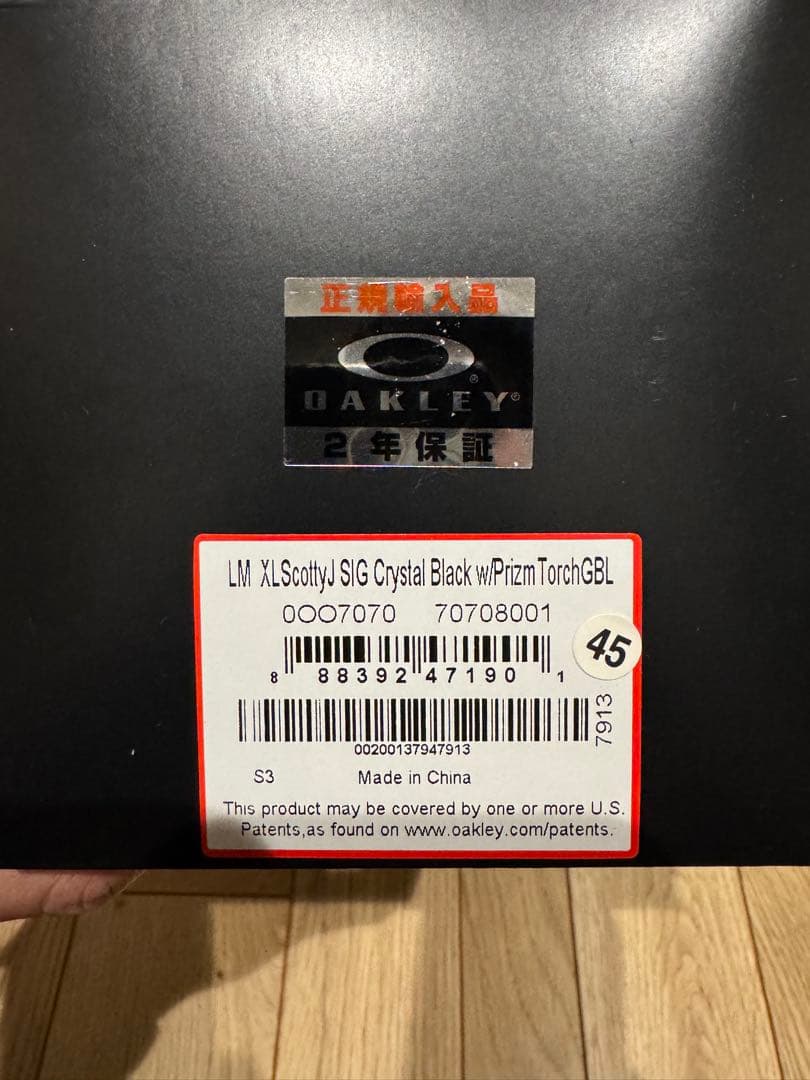 正規輸入品
OAKLEY®
2年保証
LM XLScottyJ SIG Crystal Black w/PrizmTorchGBL
0OO7070 70708001
45
8 88392 47190 1
7913
00200137947913
S3 Made in China
This product may be covered by one or more U.S.
Patents,as found on www.oakley.com/patents.